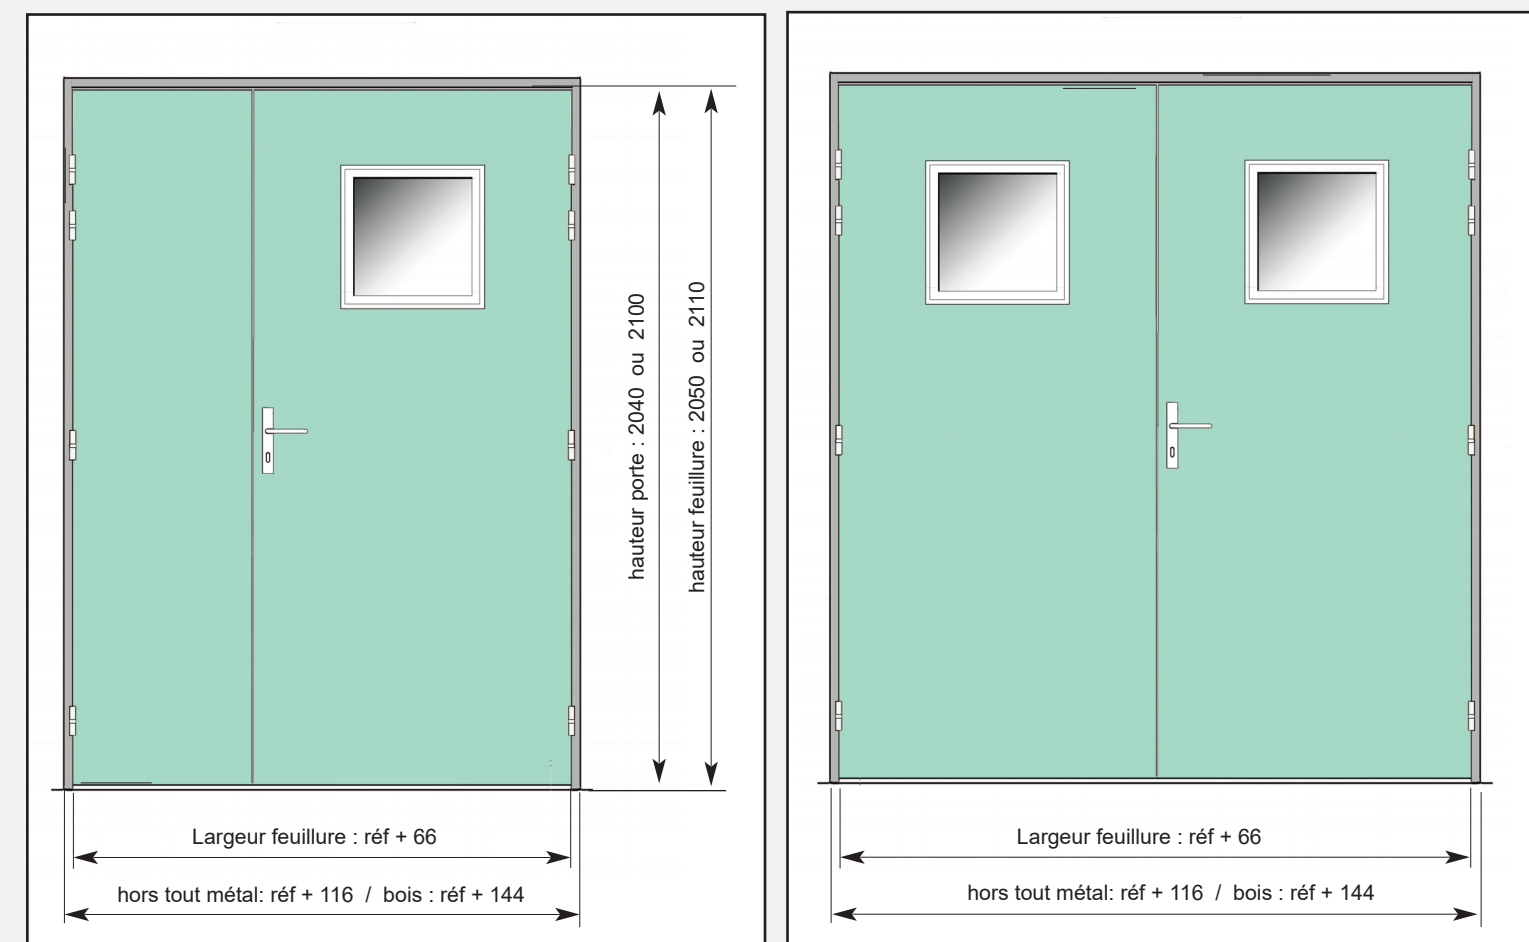 hauteur porte : 2040 ou 2100
hauteur feuillure : 2050 ou 2110
Largeur feuillure : réf + 66
hors tout métal: réf + 116 / bois : réf + 144
Largeur feuillure : réf + 66
hors tout métal: réf + 116 / bois : réf + 144